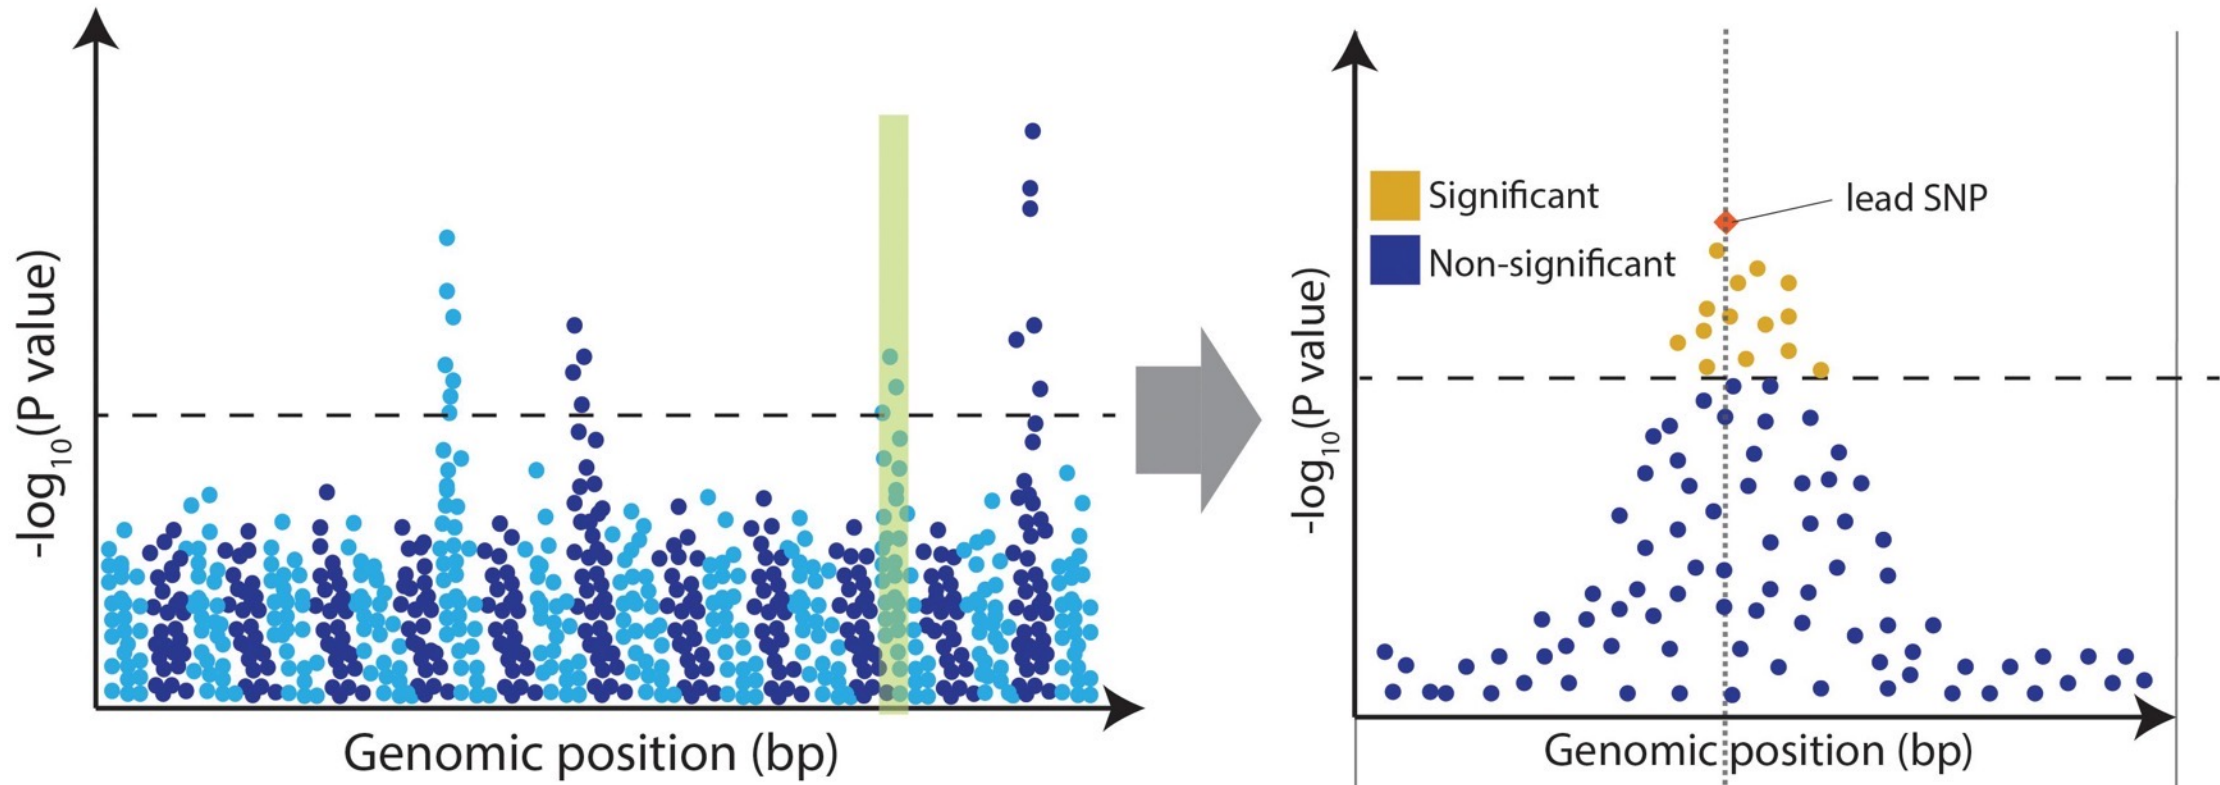 -log10(P value)
Genomic position (bp)
Significant
Non-significant
lead SNP
-log10(P value)
Genomic position (bp)